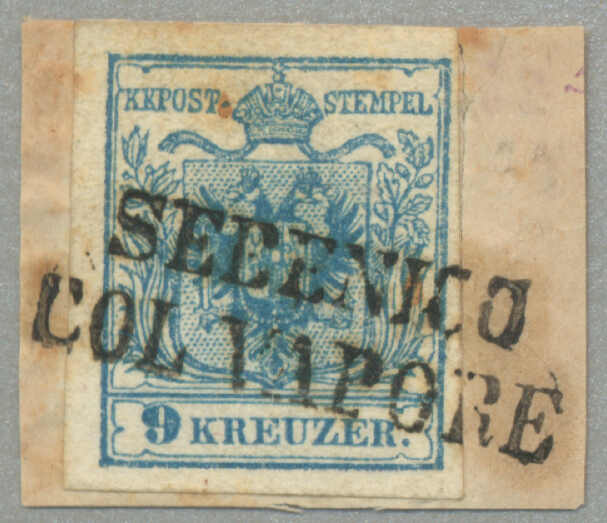 KKPOST-STEMPEL
SEBENICO
COL VAPORE
9 KREUZER.